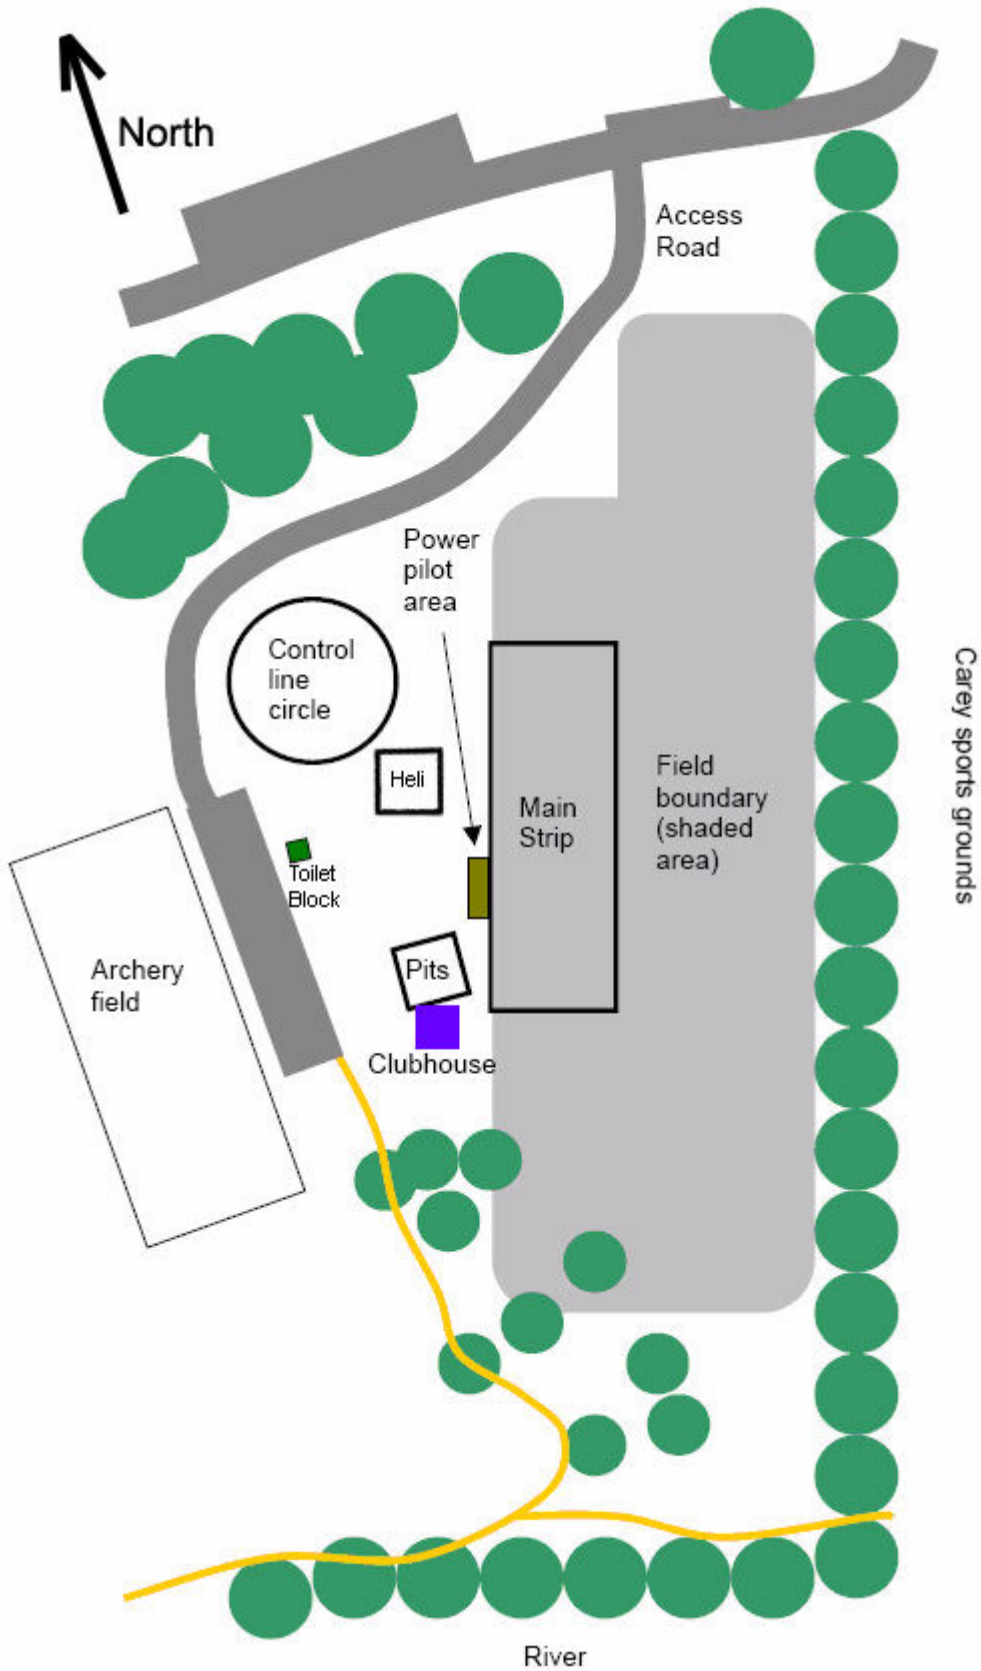 North
Access
Road
Power
pilot
area
Control
line
circle
Heli
Main
Strip
Field
boundary
(shaded
area)
Carey sports grounds
Toilet
Block
Archery
field
Pits
Clubhouse
River